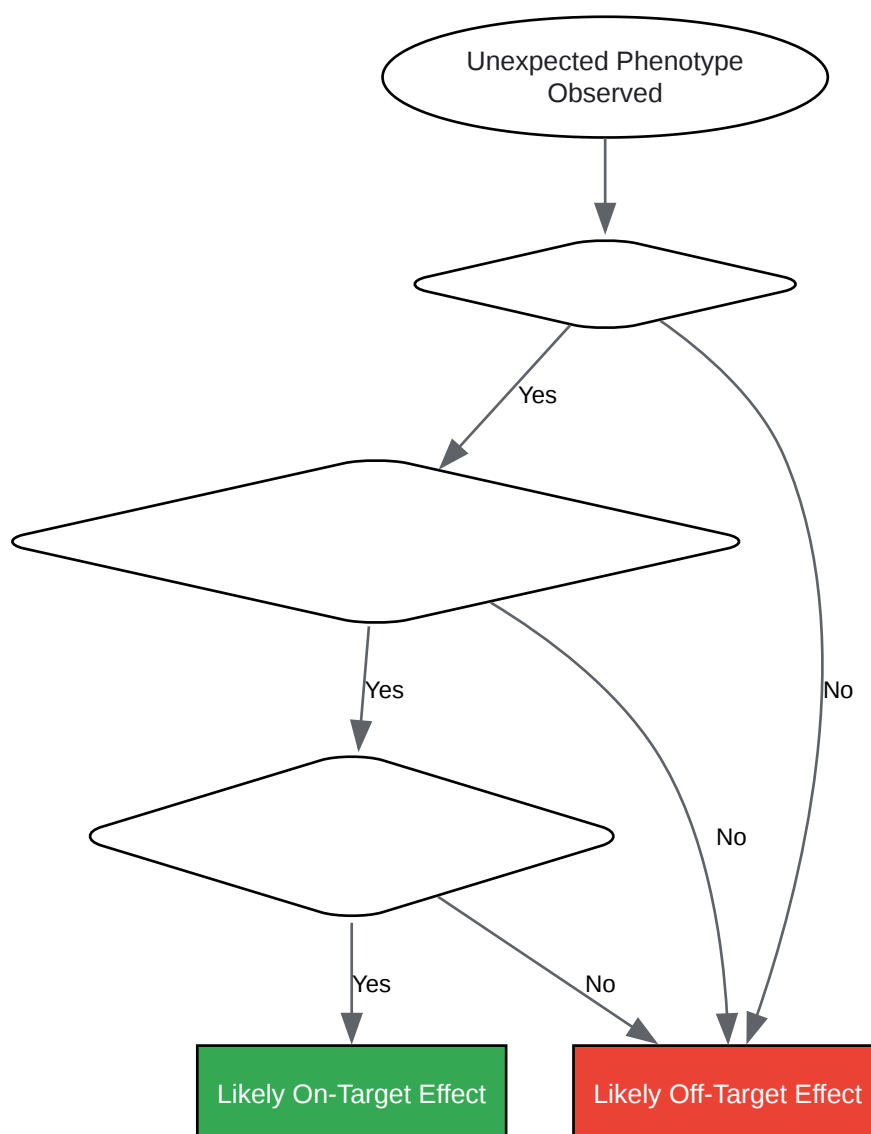 Unexpected Phenotype
Observed
Yes
Yes
No
No
Yes
No
Likely On-Target Effect
Likely Off-Target Effect